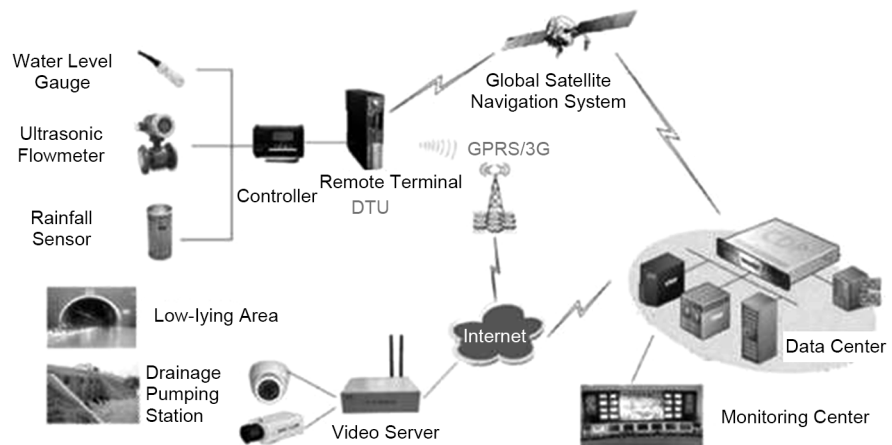 Water Level
Gauge
Global Satellite
Navigation System
Ultrasonic
Flowmeter
GPRS/3G
Controller
Remote Terminal
DTU
Rainfall
Sensor
Low-lying Area
Internet
Data Center
Drainage
Pumping
Station
Video Server
Monitoring Center